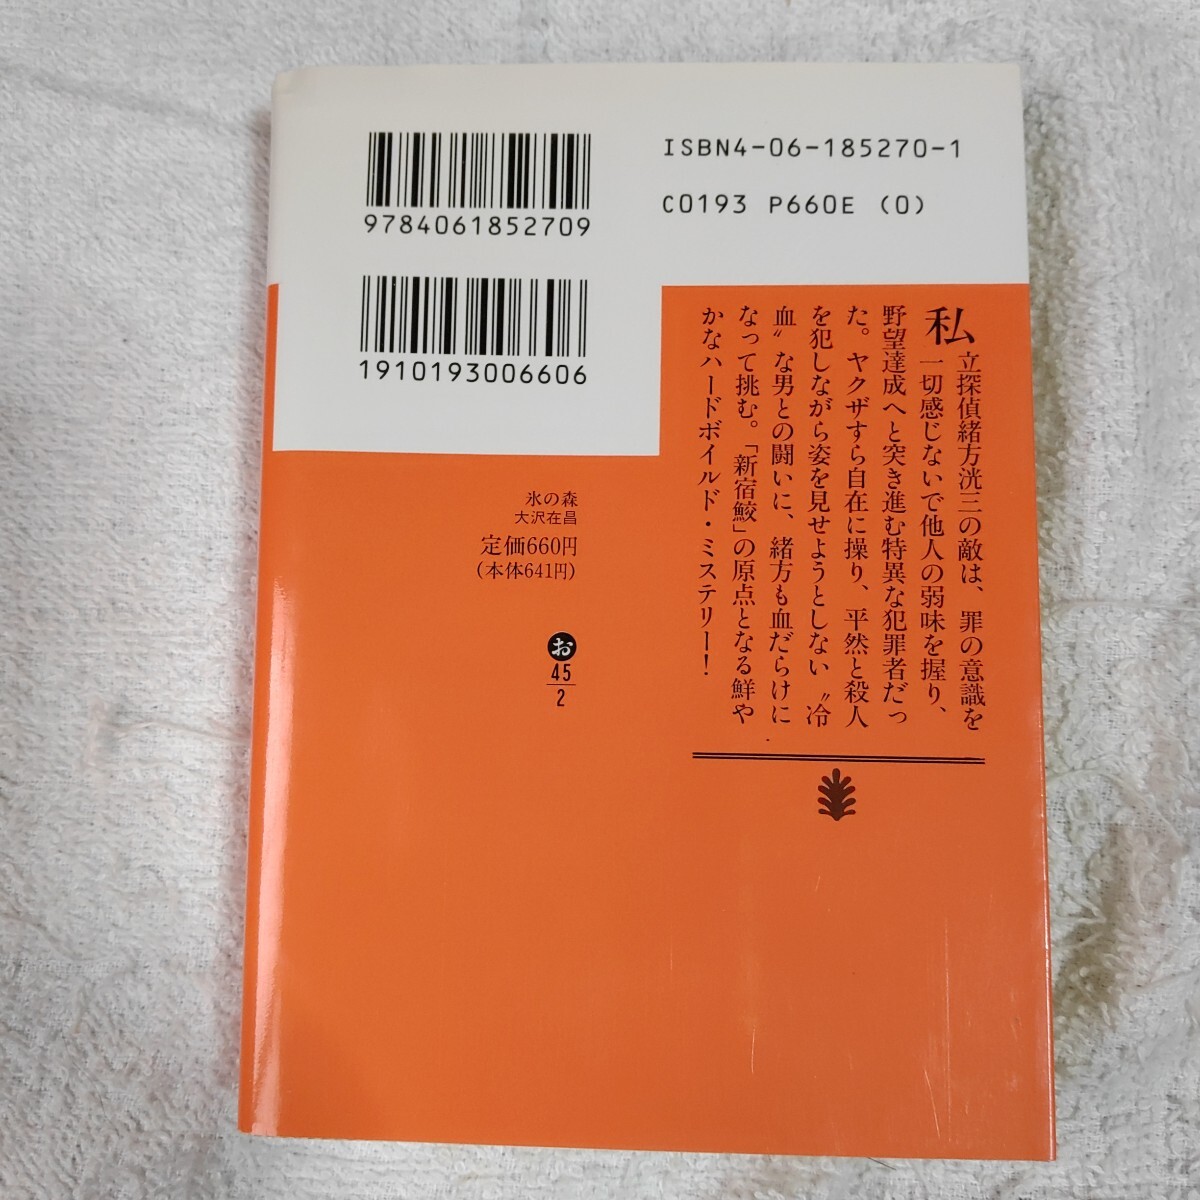 9784061852709
ISBN4-06-185270-1
C0193 P660E (0)
1910193006606
私立探偵緒方洸三の敵は、罪の意識を
一切感じないで他人の弱味を握り、
野望達成へと突き進む特異な犯罪者だっ
た。ヤクザすら自在に操り、平然と殺人
を犯しながら姿を見せようとしない〝冷
血〟な男との闘いに、緒方も血だらけに
なって挑む。「新宿鮫」の原点となる鮮や
かなハードボイルド・ミステリー!
氷の森
大沢在昌
定価660円
(本体641円)
お
45
2